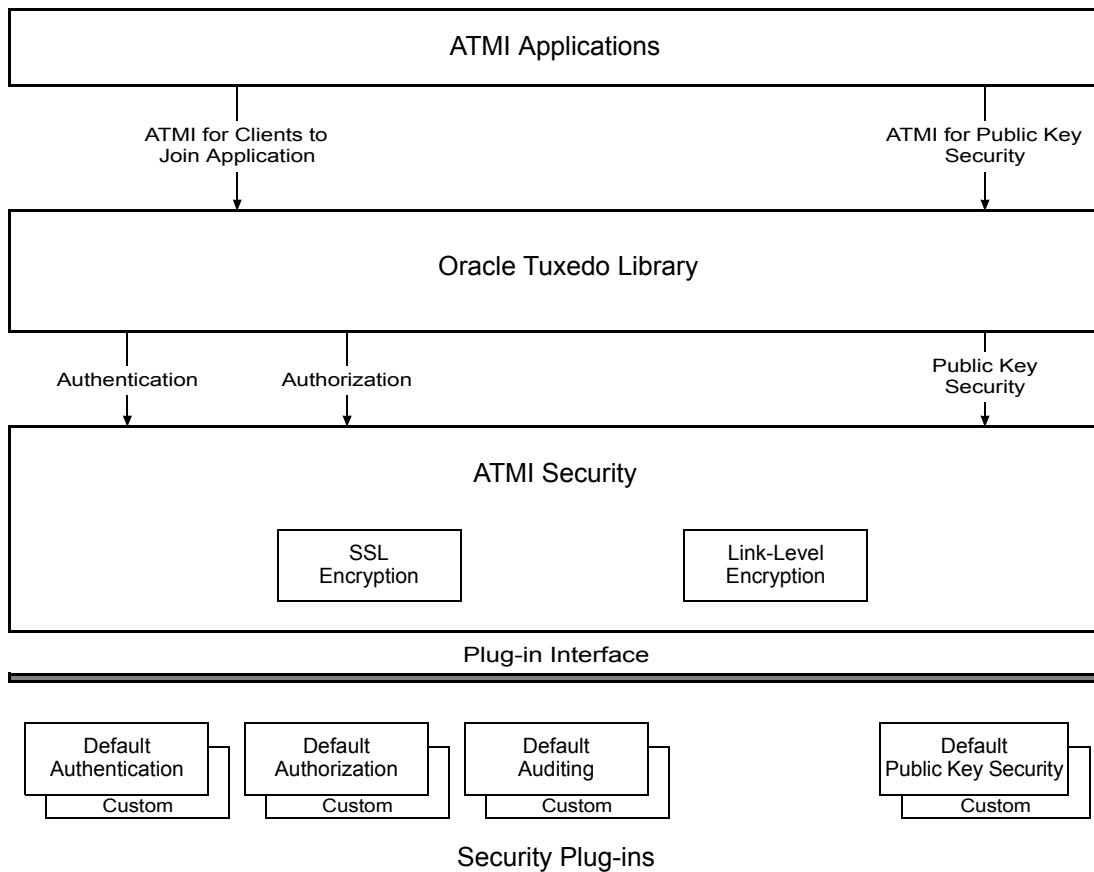 ATMI Applications
ATMI for Clients to
Join Application
ATMI for Public Key
Security
Oracle Tuxedo Library
Authentication
Authorization
Public Key
Security
ATMI Security
SSL
Encryption
Link-Level
Encryption
Plug-in Interface
Default
Authentication
Custom
Default
Authorization
Custom
Default
Auditing
Custom
Default
Public Key Security
Custom
Security Plug-ins